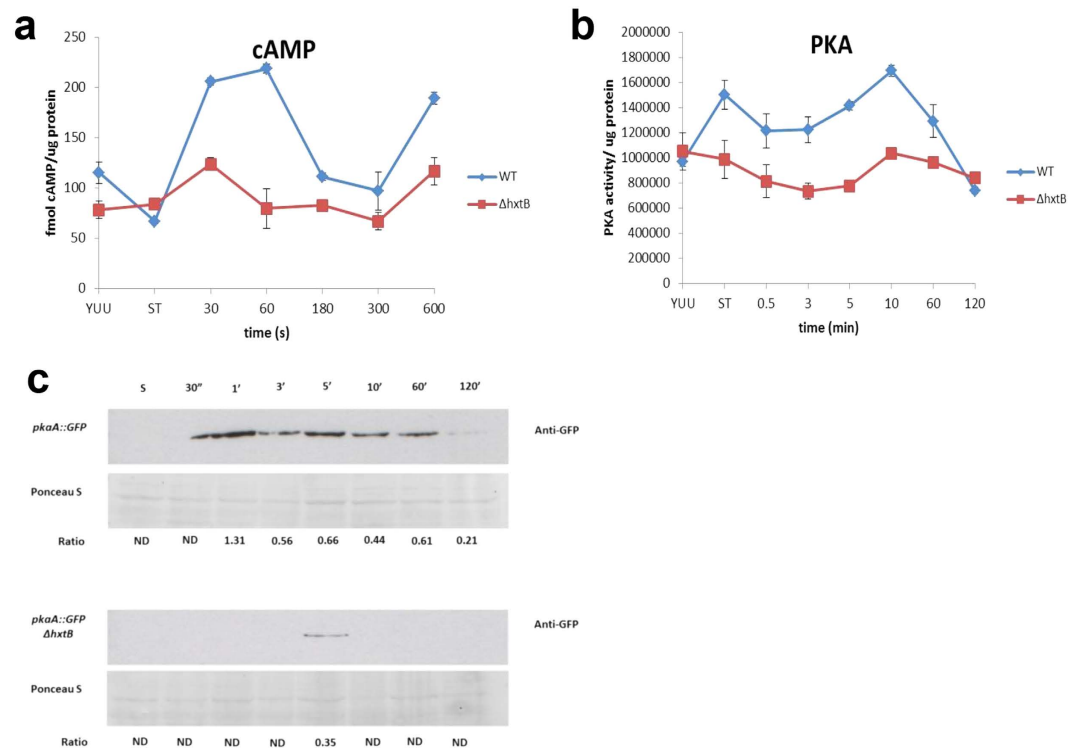 a
cAMP
fmol cAMP/ug protein
250
200
150
100
50
0
YUU ST 30 60 180 300 600
time (s)
WT
ΔhxtB
b
PKA
PKA activity/ ug protein
2000000
1800000
1600000
1400000
1200000
1000000
800000
600000
400000
200000
0
YUU ST 0.5 3 5 10 60 120
time (min)
WT
ΔhxtB
c
S 30” 1’ 3’ 5’ 10’ 60’ 120’
pkaA::GFP Anti-GFP
Ponceau S
Ratio ND ND 1.31 0.56 0.66 0.44 0.61 0.21
pkaA::GFP Anti-GFP
ΔhxtB
Ponceau S
Ratio ND ND ND ND 0.35 ND ND ND